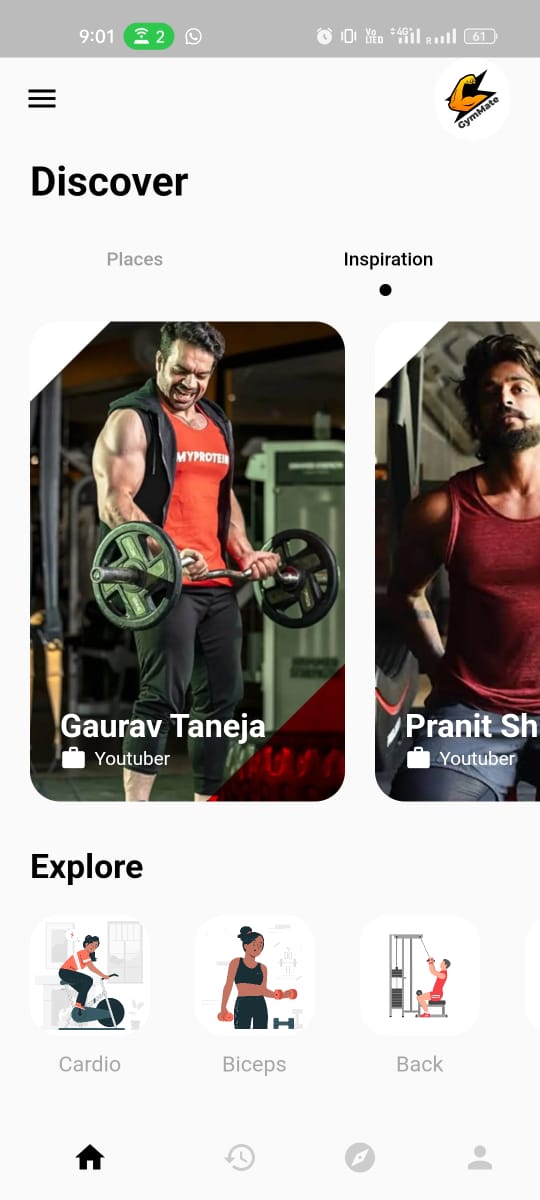 9:01 2 Vo LTE D 4G+ R 61
GymMate
Discover
Places Inspiration
MYPROTEIN
Gaurav Taneja Pranit Sh
Youtuber Youtuber
Explore
Cardio Biceps Back